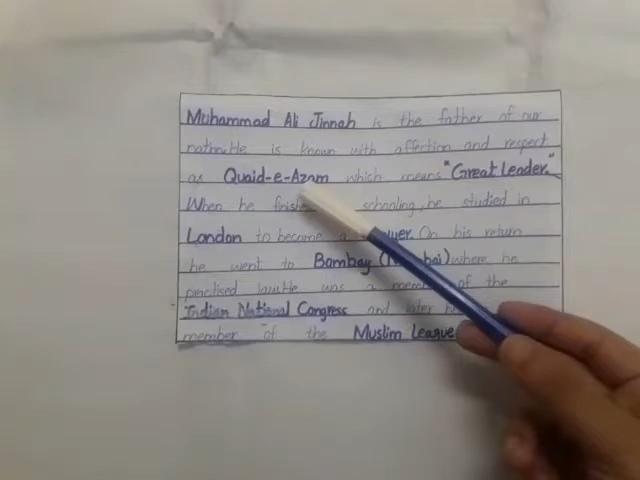 Muhammad Ali Jinnah is the father of our
nation. He is known with affection and respect
as Quaid-e-Azam which means "Great Leader."
When he finished schooling, he studied in
London to become a On his return
he went to Bombay where he
practised law. He was a member of the
Indian National Congress and later
member of the Muslim League